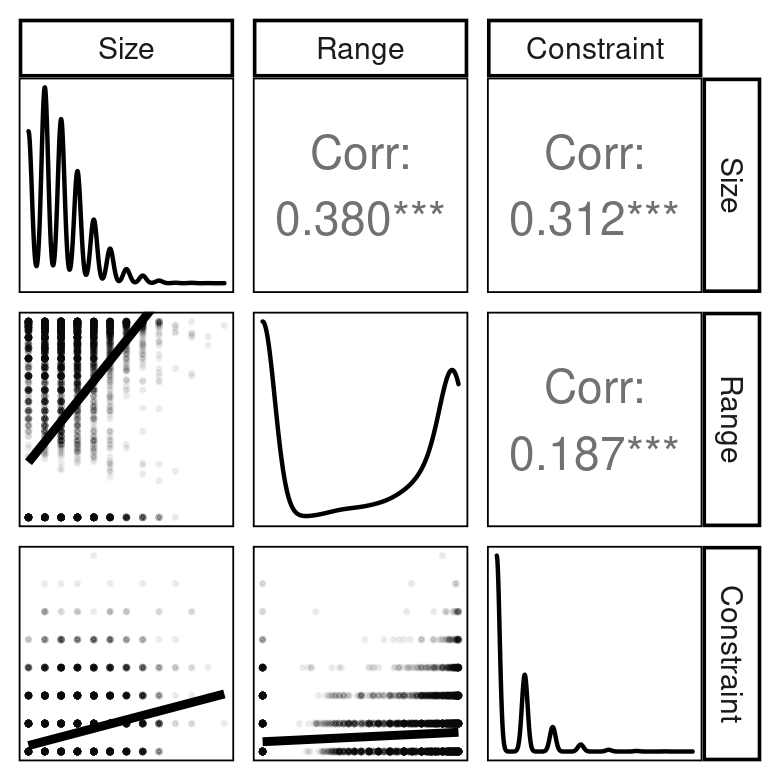 Size
Range
Constraint
Corr:
0.380***
Corr:
0.312***
Size
Corr:
0.187***
Range
Constraint